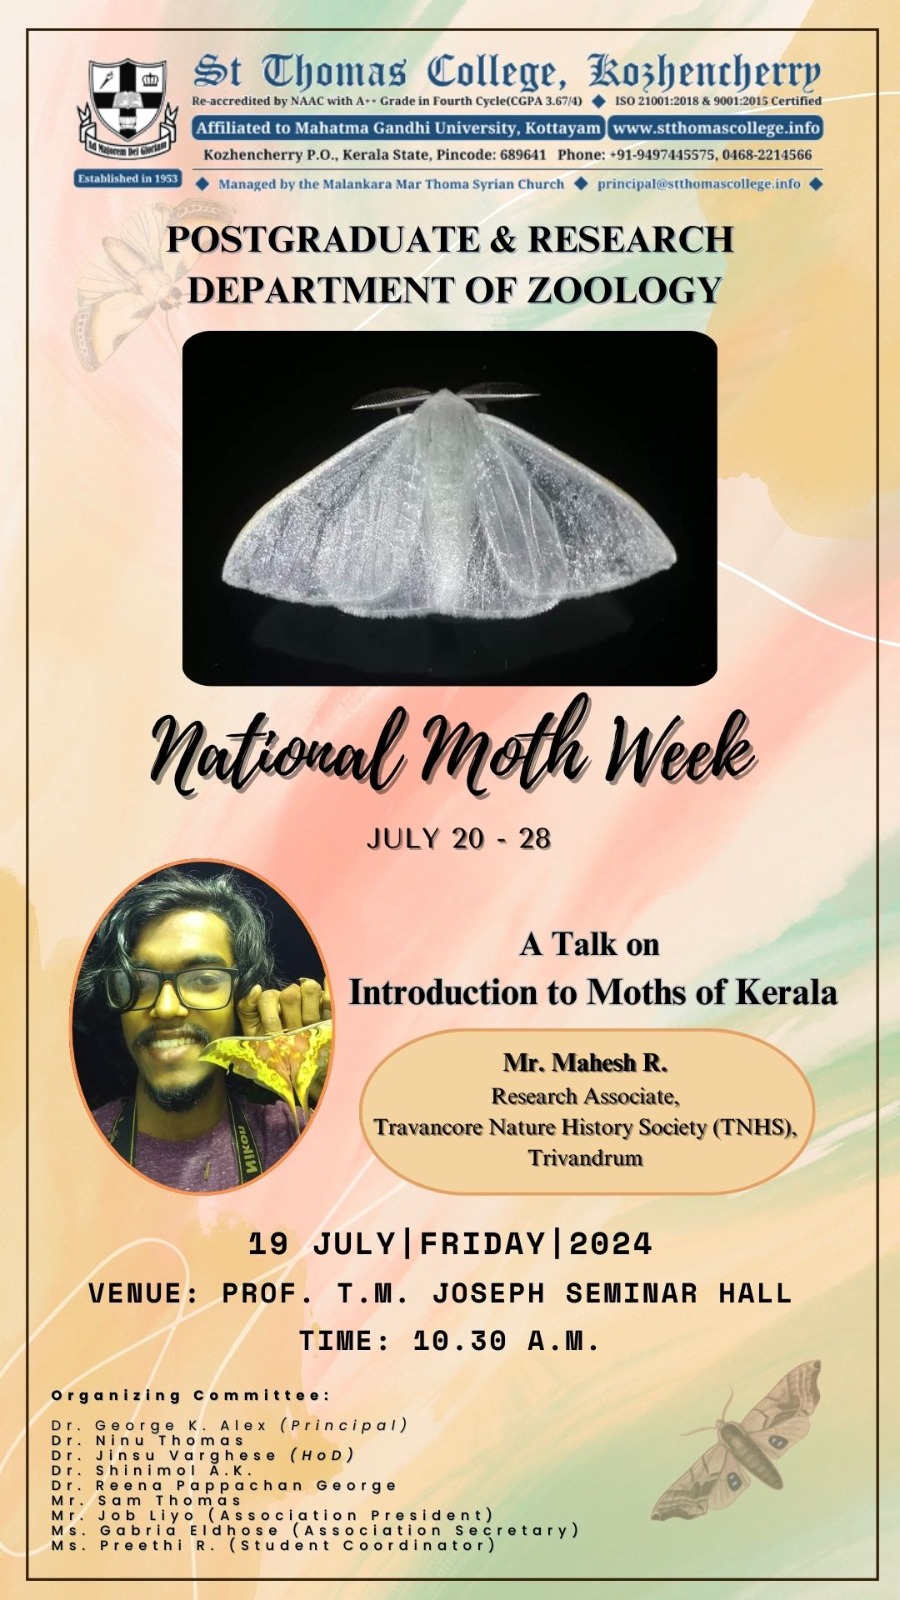 St Thomas College, Kozhencherry
Re-accredited by NAAC with A++ Grade in Fourth Cycle(CGPA 3.67/4) ◆ ISO 21001:2018 & 9001:2015 Certified
Affiliated to Mahatma Gandhi University, Kottayam www.stthomascollege.info
Kozhencherry P.O., Kerala State, Pincode: 689641 Phone: +91-9497445575, 0468-2214566
Ad Majorem Dei Gloriam
Established in 1953
◆ Managed by the Malankara Mar Thoma Syrian Church ◆ principal@stthomascollege.info ◆
POSTGRADUATE & RESEARCH
DEPARTMENT OF ZOOLOGY
National Moth Week
JULY 20 - 28
A Talk on
Introduction to Moths of Kerala
Mr. Mahesh R.
Research Associate,
Travancore Nature History Society (TNHS),
Trivandrum
Nikon
19 JULY|FRIDAY|2024
VENUE: PROF. T.M. JOSEPH SEMINAR HALL
TIME: 10.30 A.M.
Organizing Committee:
Dr. George K. Alex (Principal)
Dr. Ninu Thomas
Dr. Jinsu Varghese (HoD)
Dr. Shinimol A.K.
Dr. Reena Pappachan George
Mr. Sam Thomas
Mr. Job Liyo (Association President)
Ms. Gabria Eldhose (Association Secretary)
Ms. Preethi R. (Student Coordinator)